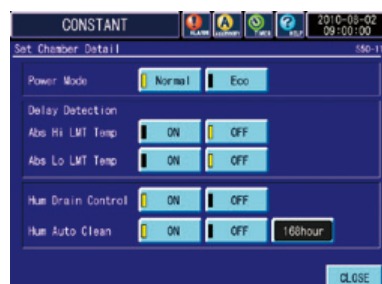 CONSTANT
ALARM
TIMER
HELP
2010-08-02
09:00:00
Set Chamber Detail
550-11
Power Mode Normal Eco
Delay Detection
Abs Hi LMT Temp ON OFF
Abs Lo LMT Temp ON OFF
Hum Drain Control ON OFF
Hum Auto Clean ON OFF 168hour
CLOSE